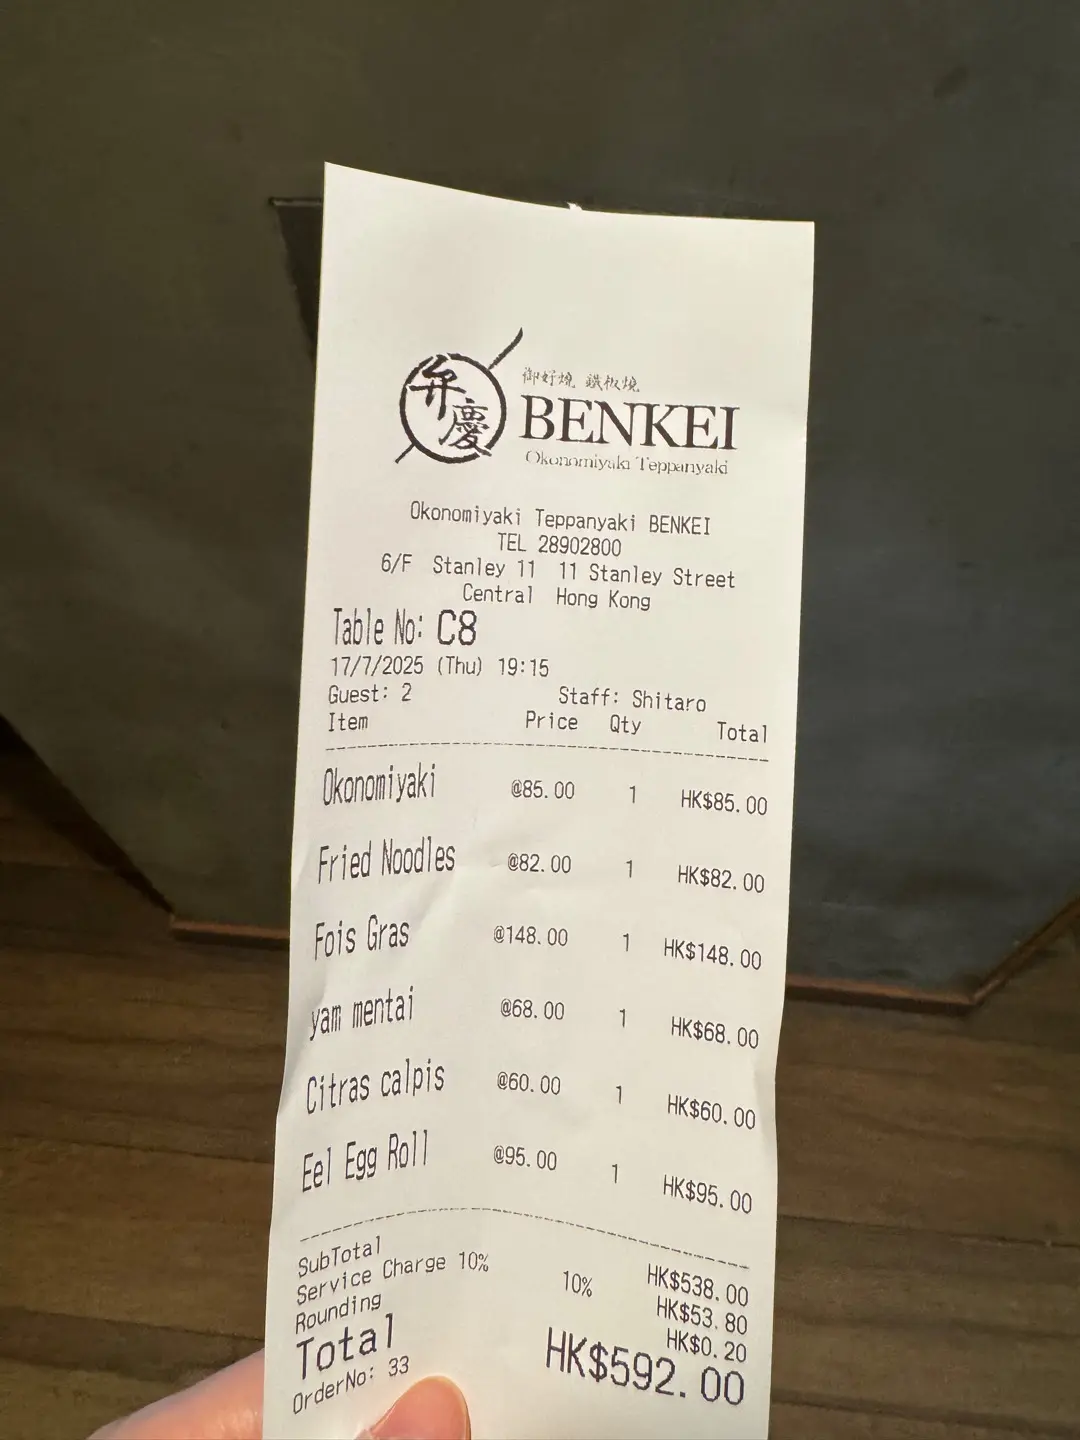 弁慶
御好燒 鐵板燒
BENKEI
Okonomiyaki Teppanyaki
Okonomiyaki Teppanyaki BENKEI
TEL 28902800
6/F Stanley 11 11 Stanley Street
Central Hong Kong
Table No: C8
17/7/2025 (Thu) 19:15
Guest: 2 Staff: Shitaro
Item Price Qty Total
Okonomiyaki @85.00 1 HK$85.00
Fried Noodles @82.00 1 HK$82.00
Fois Gras @148.00 1 HK$148.00
yam mentai @68.00 1 HK$68.00
Citras calpis @60.00 1 HK$60.00
Eel Egg Roll @95.00 1 HK$95.00
SubTotal HK$538.00
Service Charge 10% 10% HK$53.80
Rounding HK$0.20
Total HK$592.00
OrderNo: 33